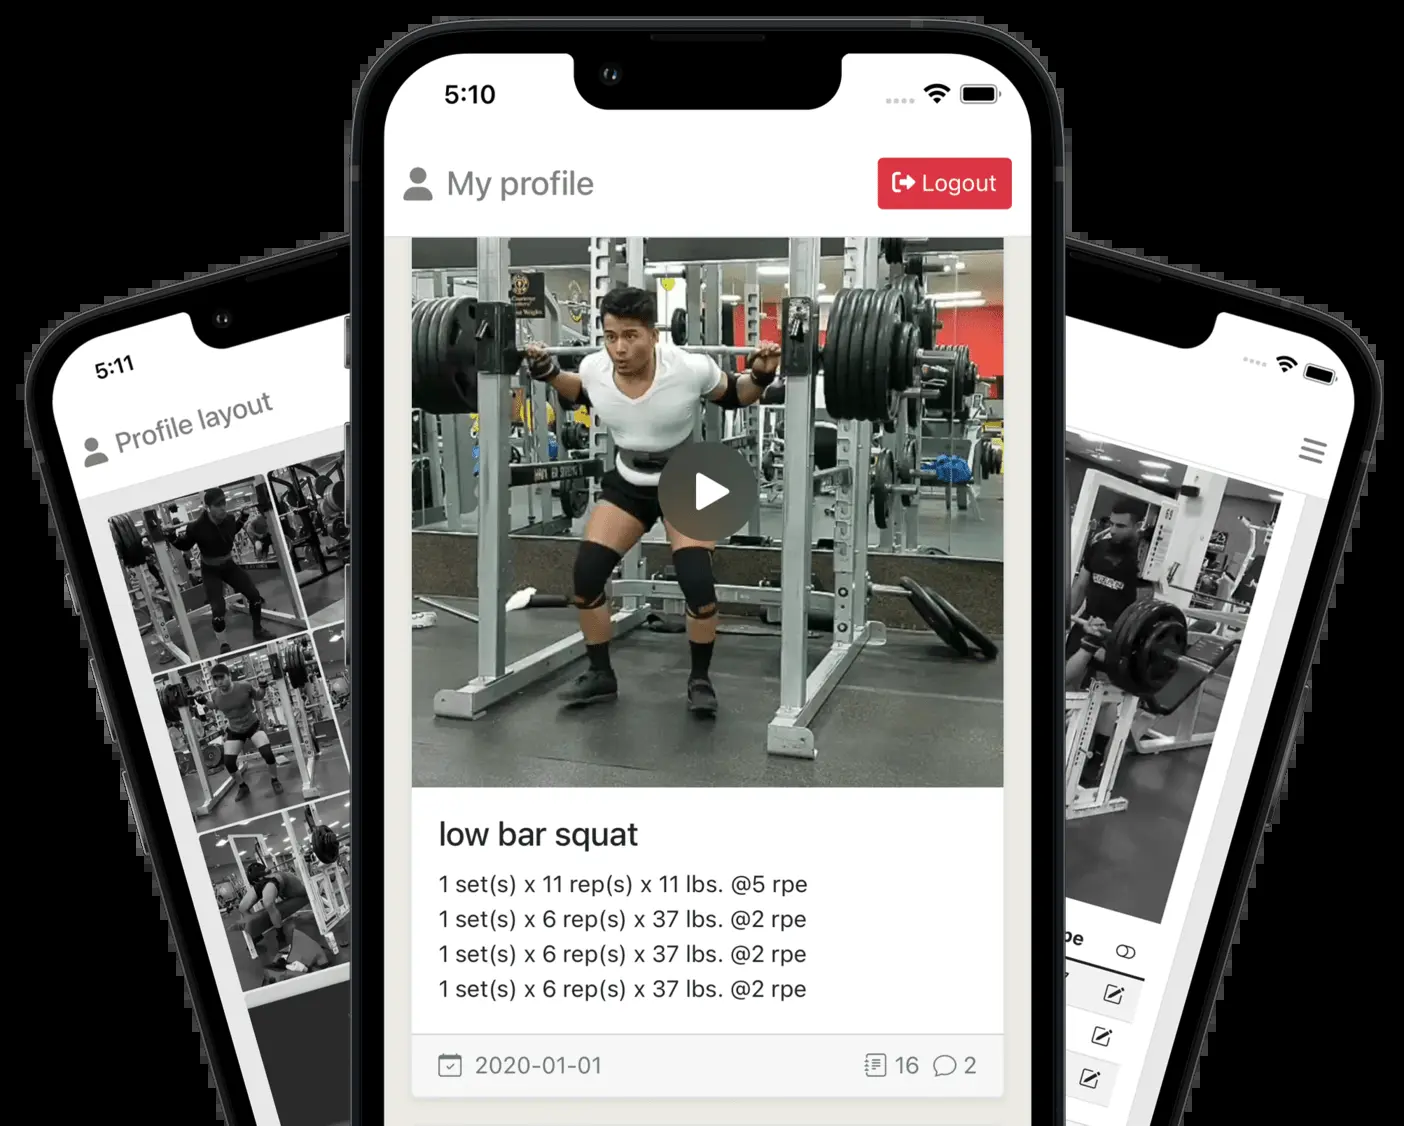 5:10
My profile
Logout
low bar squat
1 set(s) x 11 rep(s) x 11 lbs. @5 rpe
1 set(s) x 6 rep(s) x 37 lbs. @2 rpe
1 set(s) x 6 rep(s) x 37 lbs. @2 rpe
1 set(s) x 6 rep(s) x 37 lbs. @2 rpe
2020-01-01
16
2
5:11
Profile layout
pe